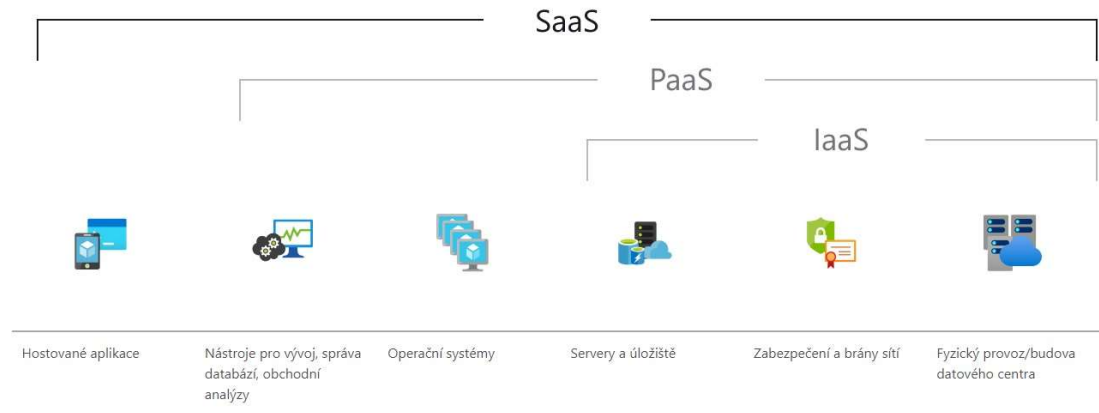 SaaS
PaaS
IaaS
Hostované aplikace
Nástroje pro vývoj, správa
databází, obchodní
analýzy
Operační systémy
Servery a úložiště
Zabezpečení a brány sítí
Fyzický provoz/budova
datového centra